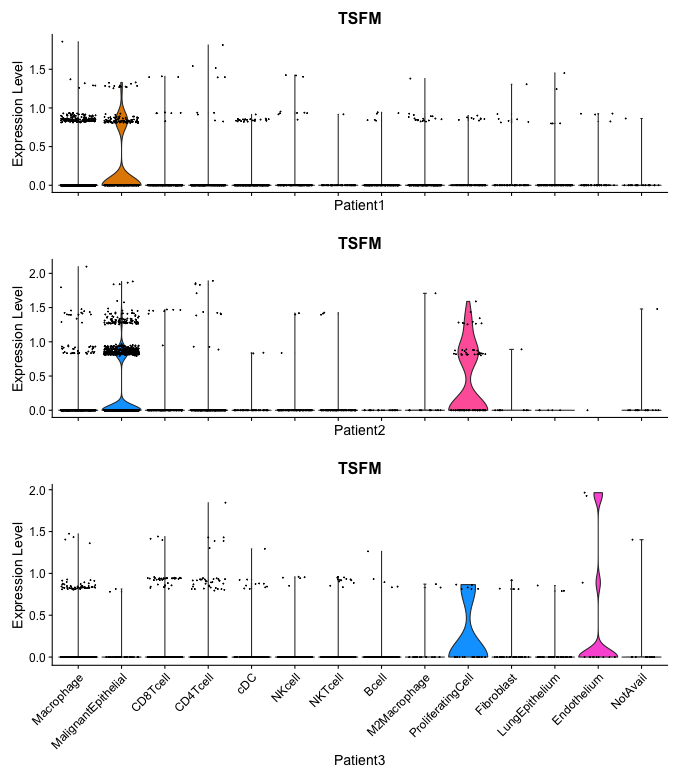 TSFM
Expression Level
1.5
1.0
0.5
0.0
Patient1
TSFM
Expression Level
2.0
1.5
1.0
0.5
0.0
Patient2
TSFM
Expression Level
2.0
1.5
1.0
0.5
0.0
Macrophage
MalignantEpithelial
CD8Tcell
CD4Tcell
cDC
NKcell
NKTcell
Bcell
M2Macrophage
ProliferatingCell
Fibroblast
LungEpithelium
Endothelium
NotAvail
Patient3